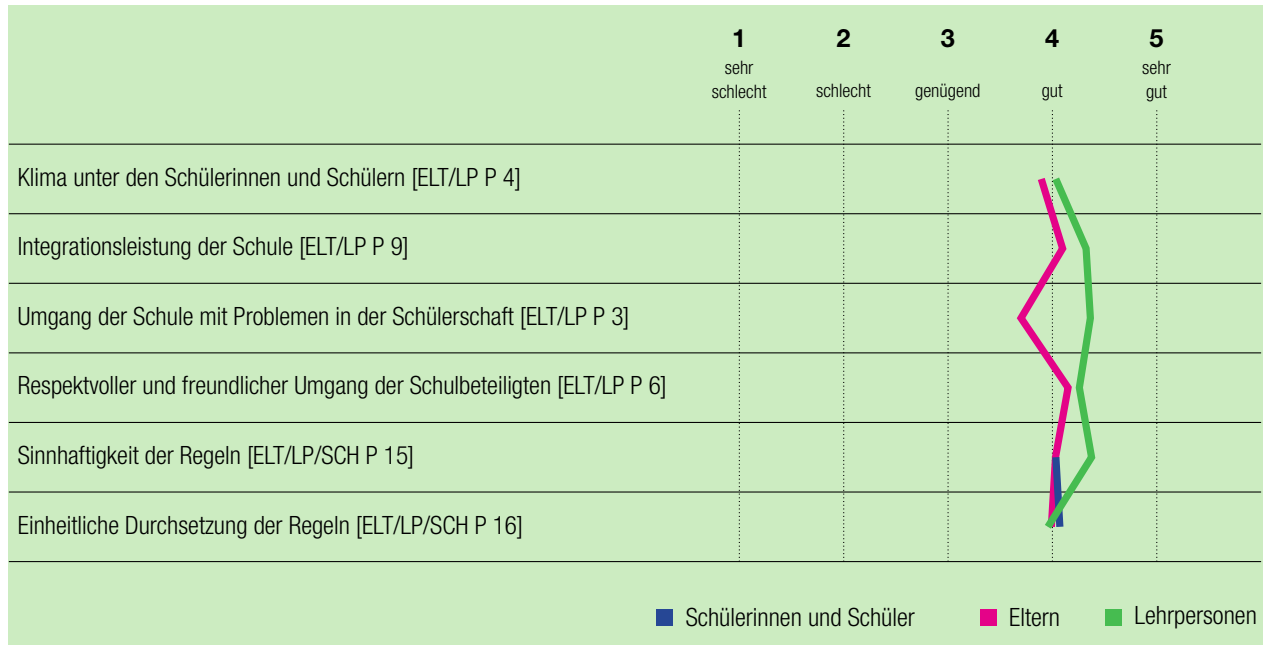 1 2 3 4 5
sehr schlecht schlecht genügend gut sehr gut
Klima unter den Schülerinnen und Schülern [ELT/LP P 4]
Integrationsleistung der Schule [ELT/LP P 9]
Umgang der Schule mit Problemen in der Schülerschaft [ELT/LP P 3]
Respektvoller und freundlicher Umgang der Schulbeteiligten [ELT/LP P 6]
Sinnhaftigkeit der Regeln [ELT/LP/SCH P 15]
Einheitliche Durchsetzung der Regeln [ELT/LP/SCH P 16]
Schülerinnen und Schüler Eltern Lehrpersonen